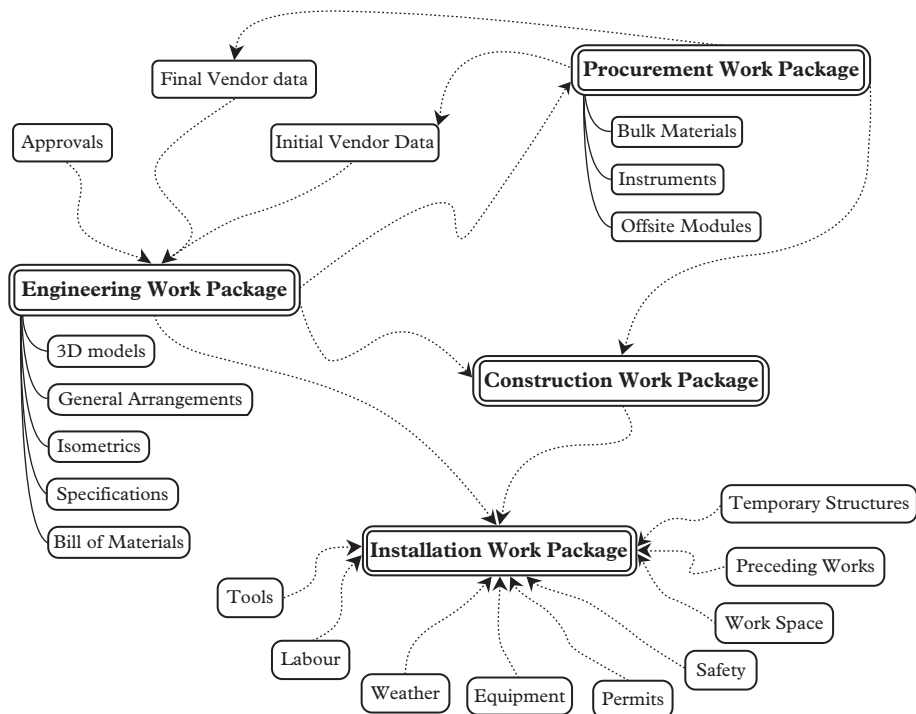 Final Vendor data
Procurement Work Package
Bulk Materials
Approvals
Initial Vendor Data
Instruments
Offsite Modules
Engineering Work Package
3D models
General Arrangements
Isometrics
Specifications
Bill of Materials
Construction Work Package
Installation Work Package
Temporary Structures
Preceding Works
Work Space
Safety
Tools
Labour
Weather
Equipment
Permits